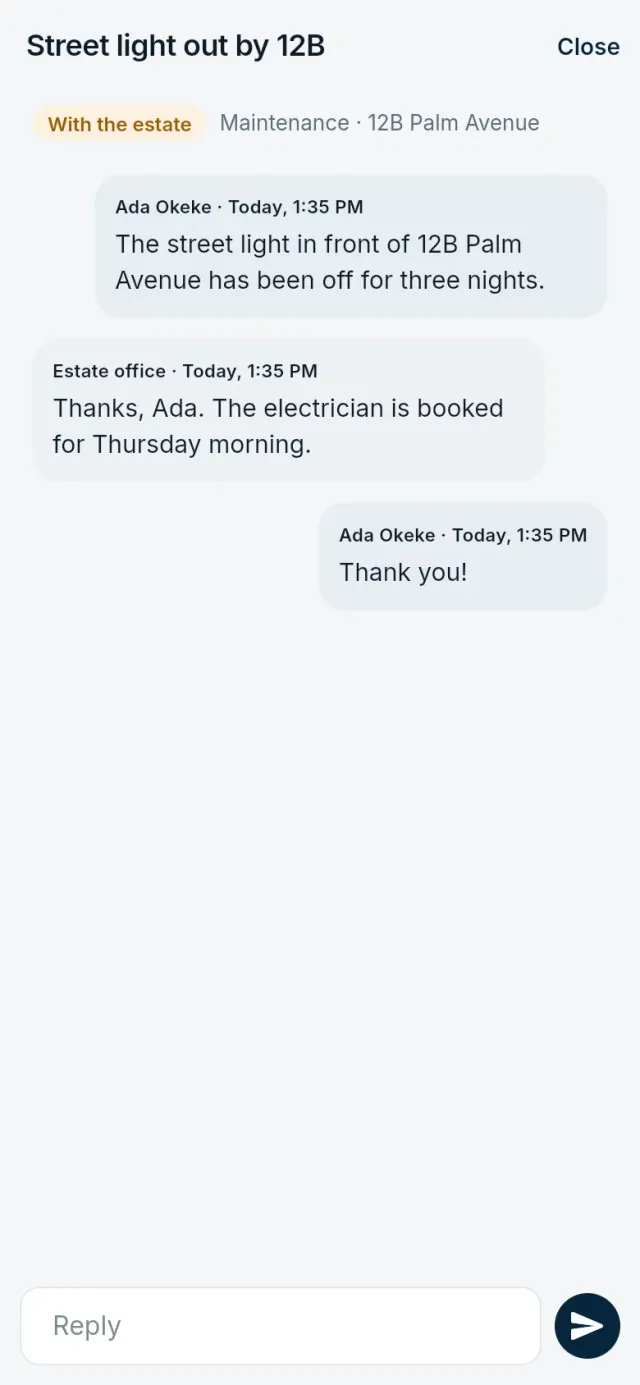 Street light out by 12B
Close
With the estate
Maintenance · 12B Palm Avenue
Ada Okeke · Today, 1:35 PM
The street light in front of 12B Palm
Avenue has been off for three nights.
Estate office · Today, 1:35 PM
Thanks, Ada. The electrician is booked
for Thursday morning.
Ada Okeke · Today, 1:35 PM
Thank you!
Reply